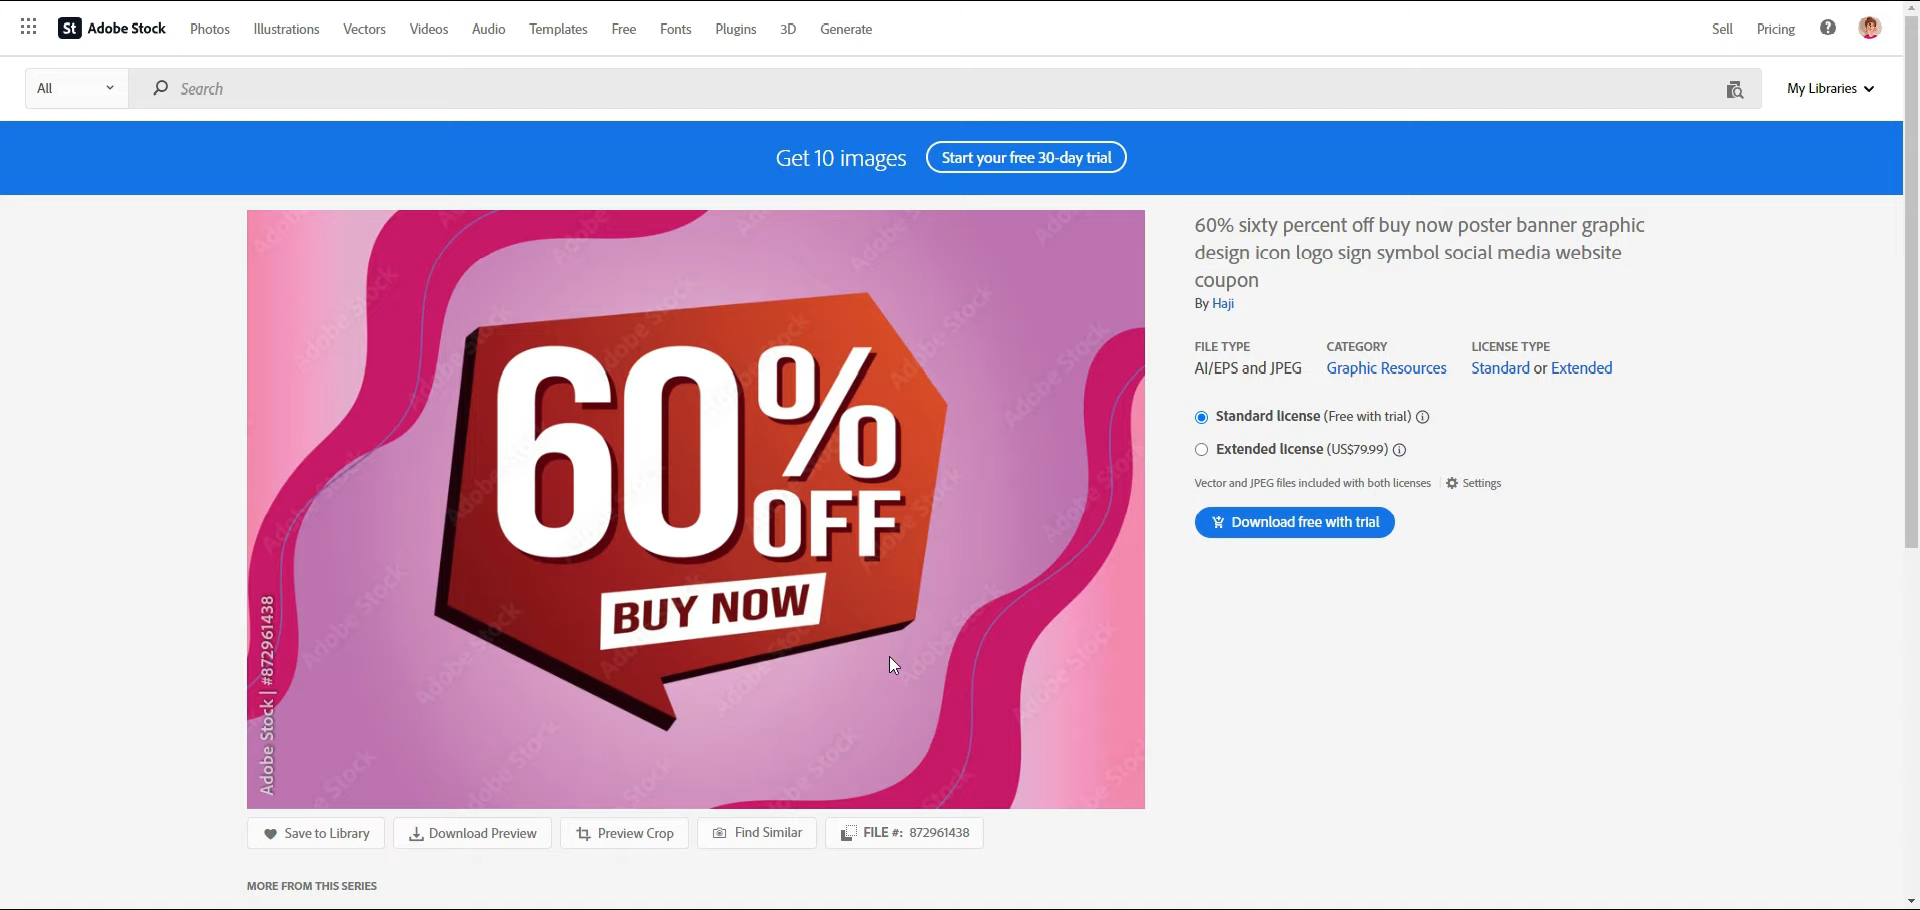 St Adobe Stock Photos Illustrations Vectors Videos Audio Templates Free Fonts Plugins 3D Generate Sell Pricing ?
All Search My Libraries
Get 10 images Start your free 30-day trial
60% OFF
BUY NOW
Adobe Stock | #872961438
60% sixty percent off buy now poster banner graphic
design icon logo sign symbol social media website
coupon
By Haji
FILE TYPE CATEGORY LICENSE TYPE
AI/EPS and JPEG Graphic Resources Standard or Extended
Standard license (Free with trial)
Extended license (US$79.99)
Vector and JPEG files included with both licenses Settings
Download free with trial
Save to Library Download Preview Preview Crop Find Similar FILE #: 872961438
MORE FROM THIS SERIES